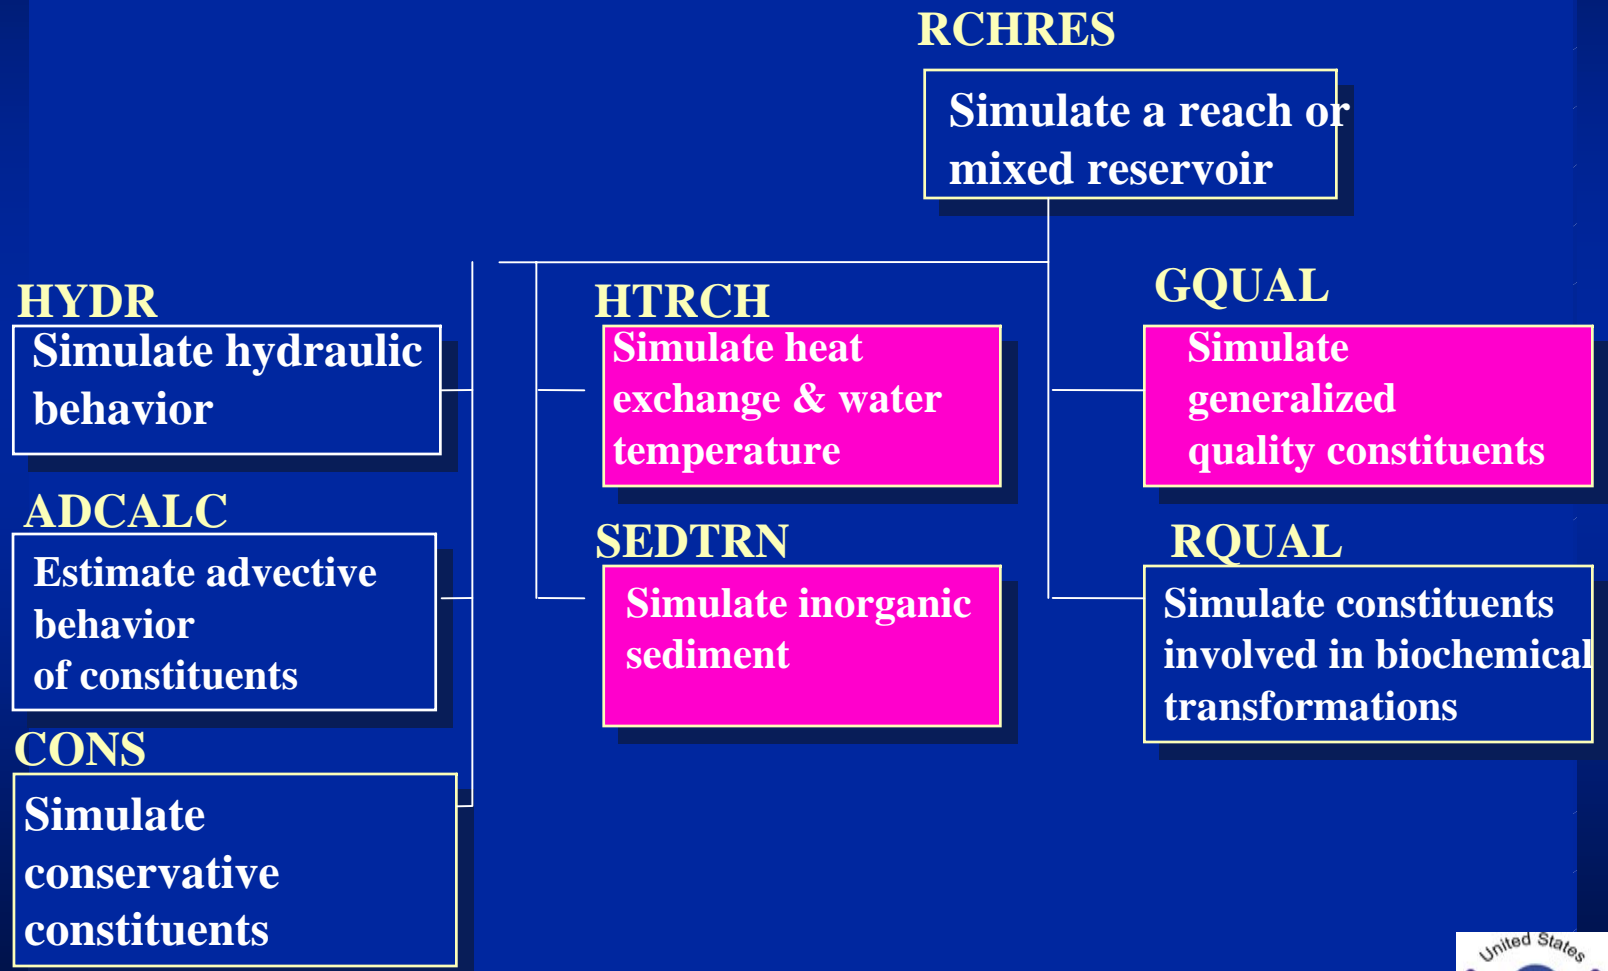 RCHRES
Simulate a reach or
mixed reservoir
HYDR
Simulate hydraulic
behavior
ADCALC
Estimate advective
behavior
of constituents
CONS
Simulate
conservative
constituents
HTRCH
Simulate heat
exchange & water
temperature
SEDTRN
Simulate inorganic
sediment
GQUAL
Simulate
generalized
quality constituents
RQUAL
Simulate constituents
involved in biochemical
transformations
United States